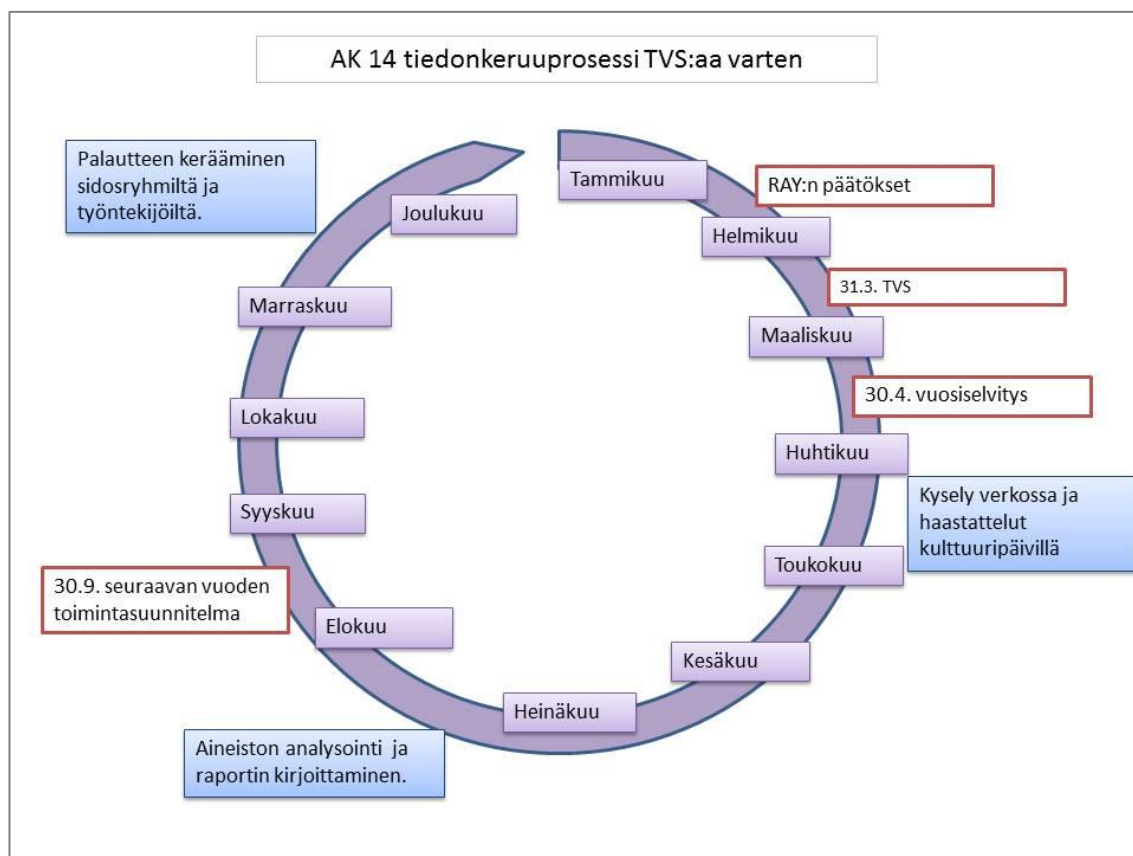 AK 14 tiedonkeruuprosessi TVS:aa varten
Tammikuu
RAY:n päätökset
Helmikuu
31.3. TVS
Maaliskuu
30.4. vuosiselvitys
Huhtikuu
Kysely verkossa ja
haastattelut
kulttuuripäivillä
Toukokuu
Kesäkuu
Heinäkuu
Aineiston analysointi ja
raportin kirjoittaminen.
Elokuu
30.9. seuraavan vuoden
toimintasuunnitelma
Syyskuu
Lokakuu
Marraskuu
Joulukuu
Palautteen kerääminen
sidosryhmiltä ja
työntekijöiltä.